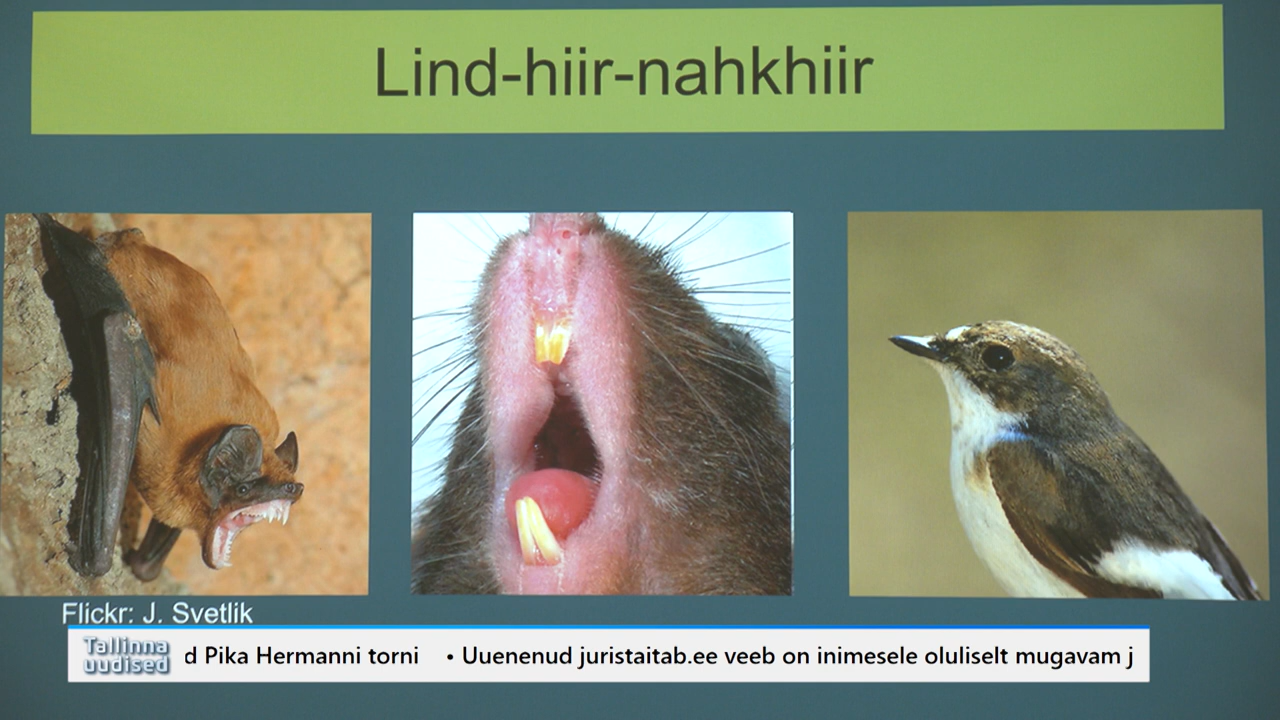 Lind-hiir-nahkhiir
Flickr: J. Svetlik
Tallinna
uudised
d Pika Hermanni torni • Uuenenud juristaitab.ee veeb on inimesele oluliselt mugavam j